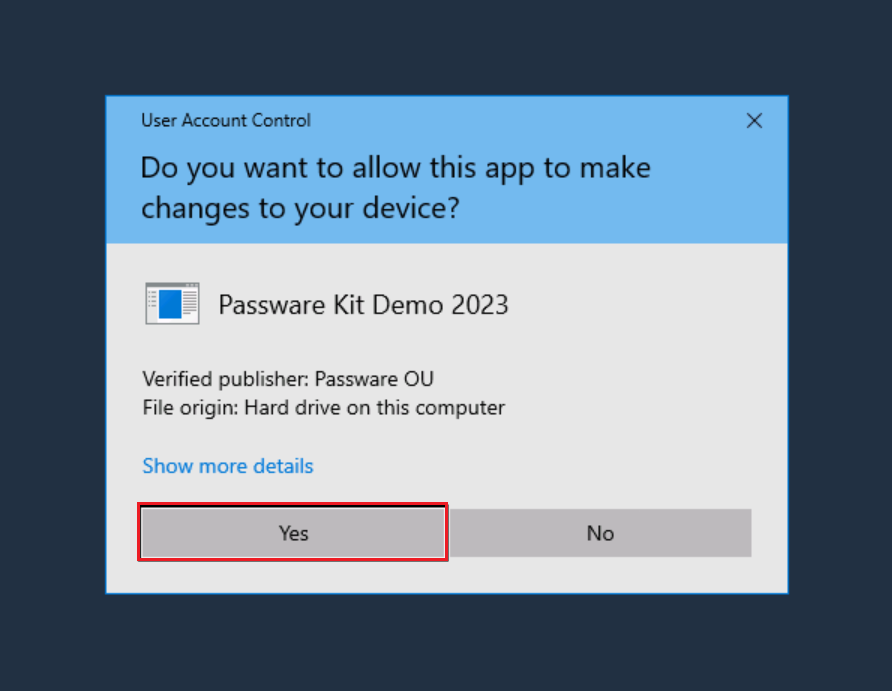 User Account Control
Do you want to allow this app to make
changes to your device?
Passware Kit Demo 2023
Verified publisher: Passware OU
File origin: Hard drive on this computer
Show more details
Yes
No